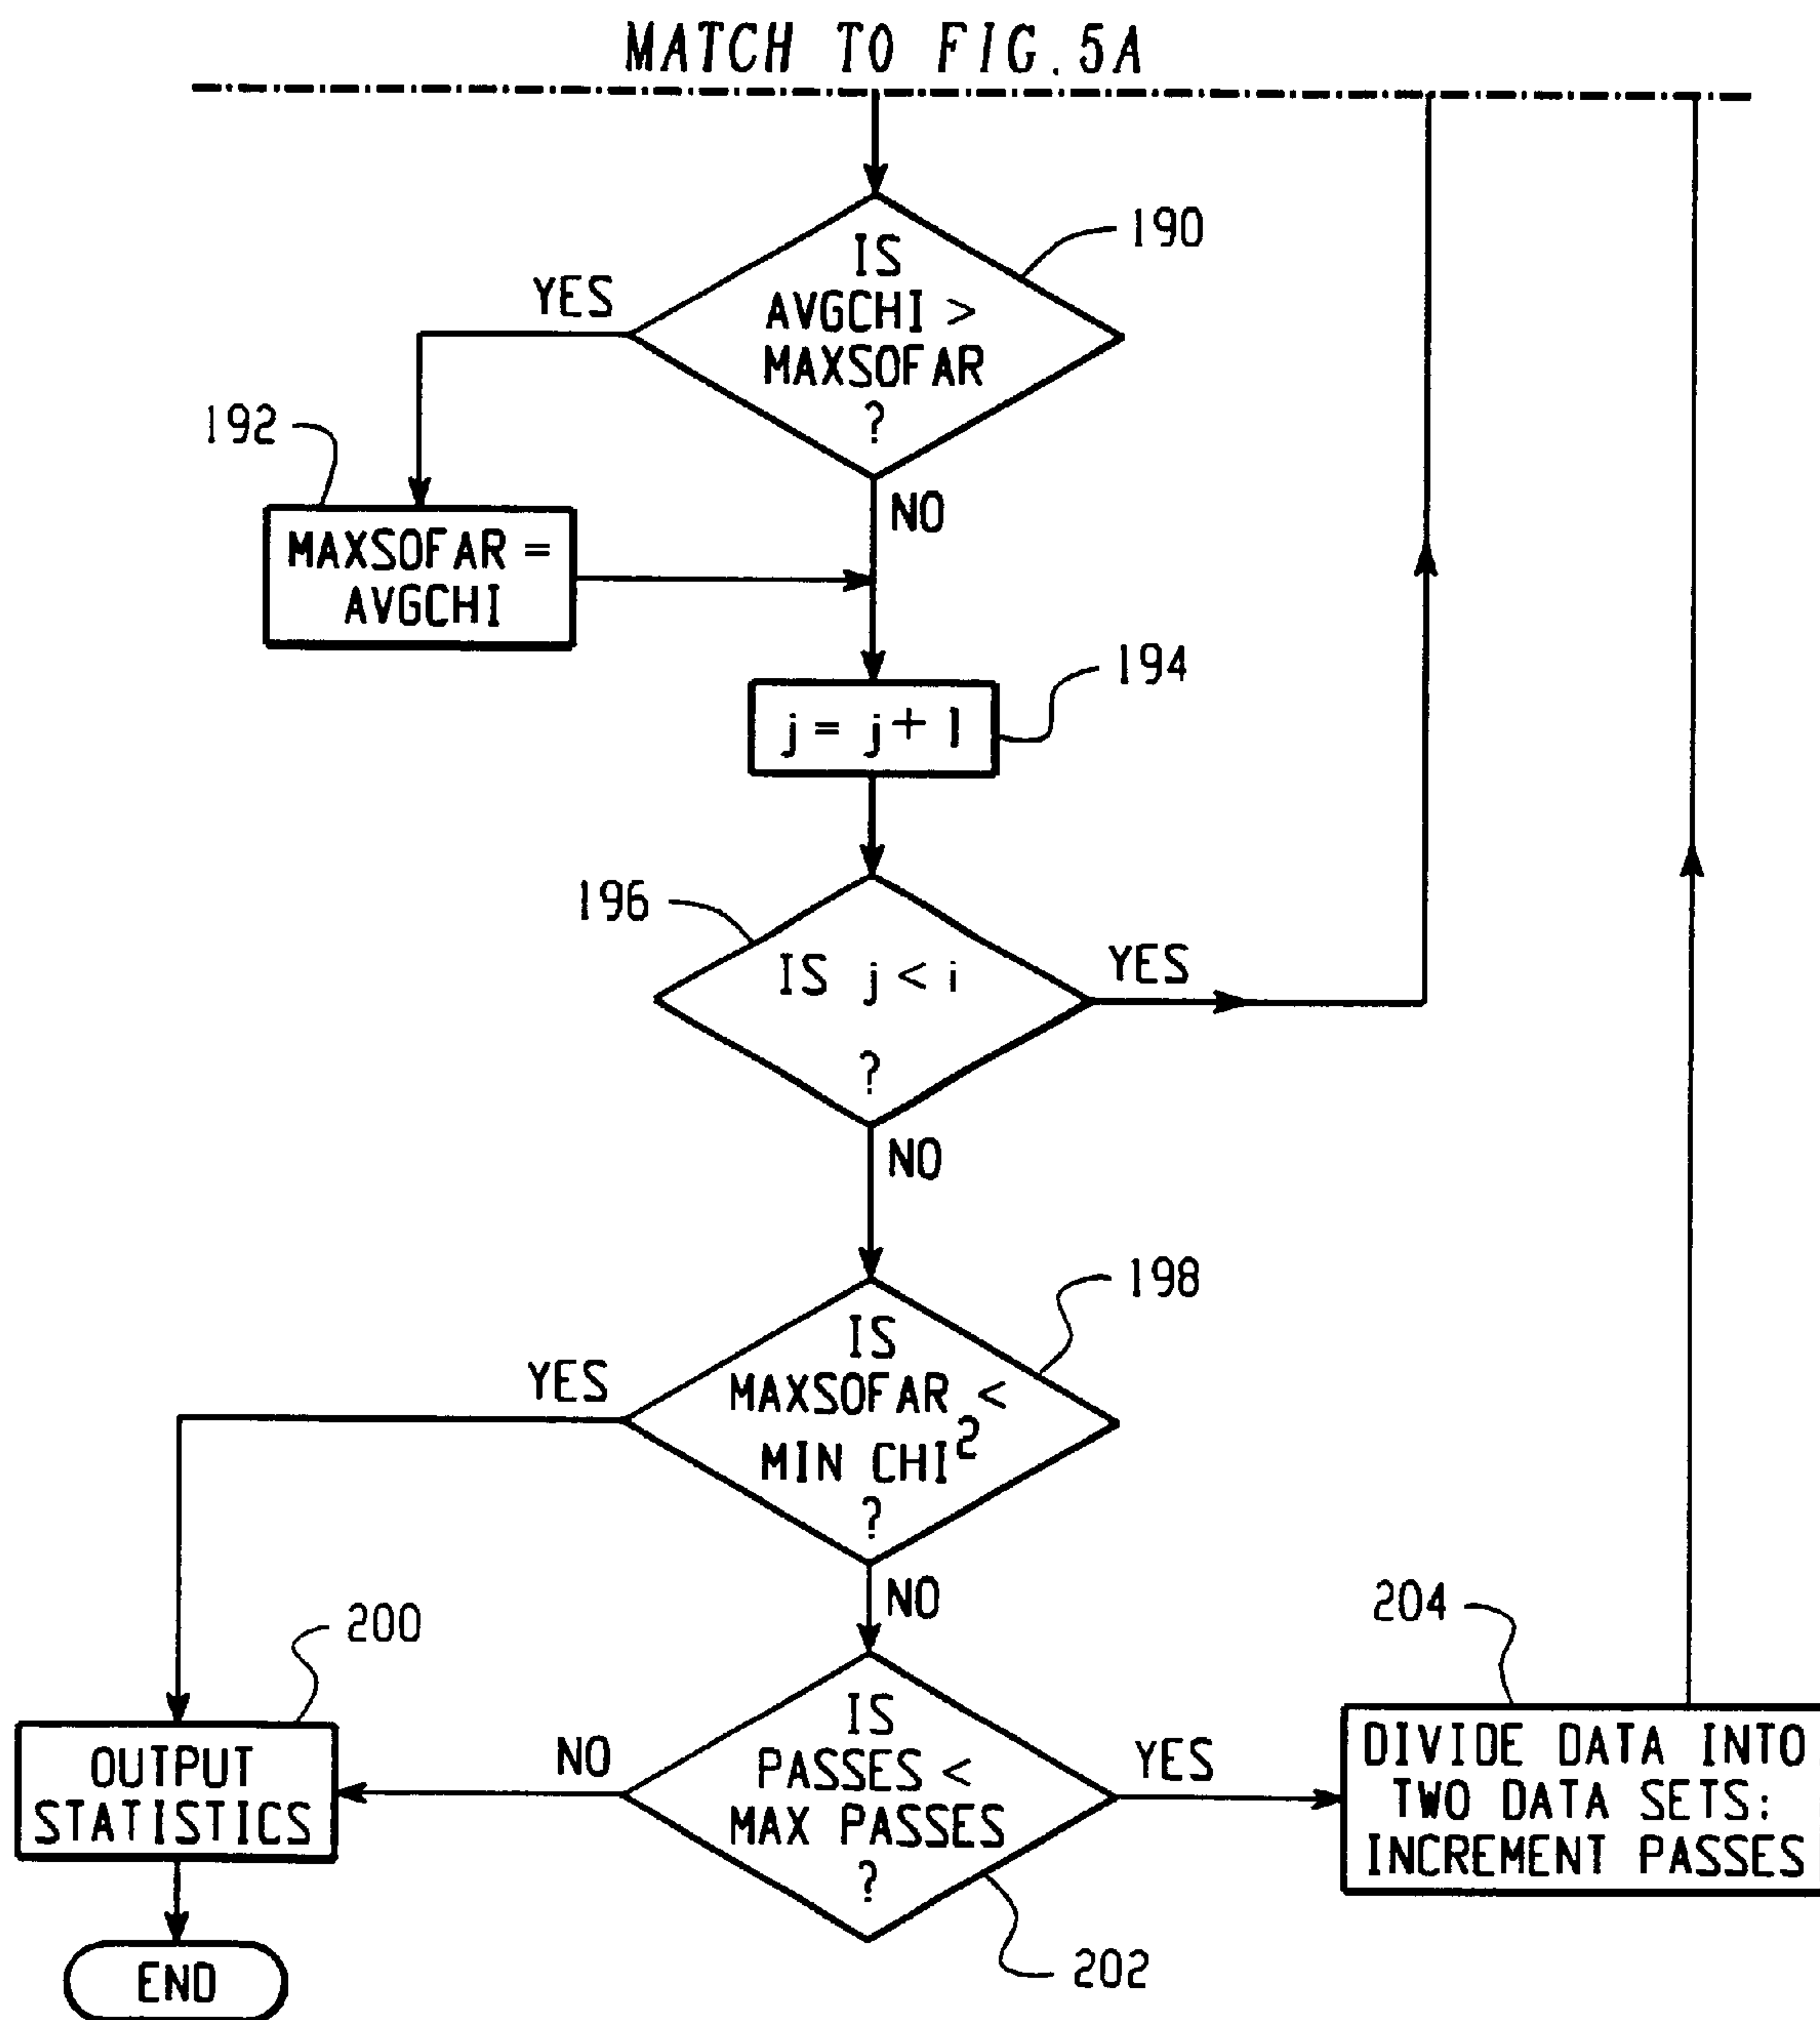 MATCH TO FIG. 5A
190
IS
AVGCHI >
MAXSOFAR
?
YES
NO
192
MAXSOFAR =
AVGCHI
194
j = j + 1
196
IS j < i
?
YES
NO
198
IS
MAXSOFAR <
MIN CHI²
?
YES
NO
200
OUTPUT
STATISTICS
IS
PASSES <
MAX PASSES
?
NO
YES
202
204
DIVIDE DATA INTO
TWO DATA SETS:
INCREMENT PASSES
END